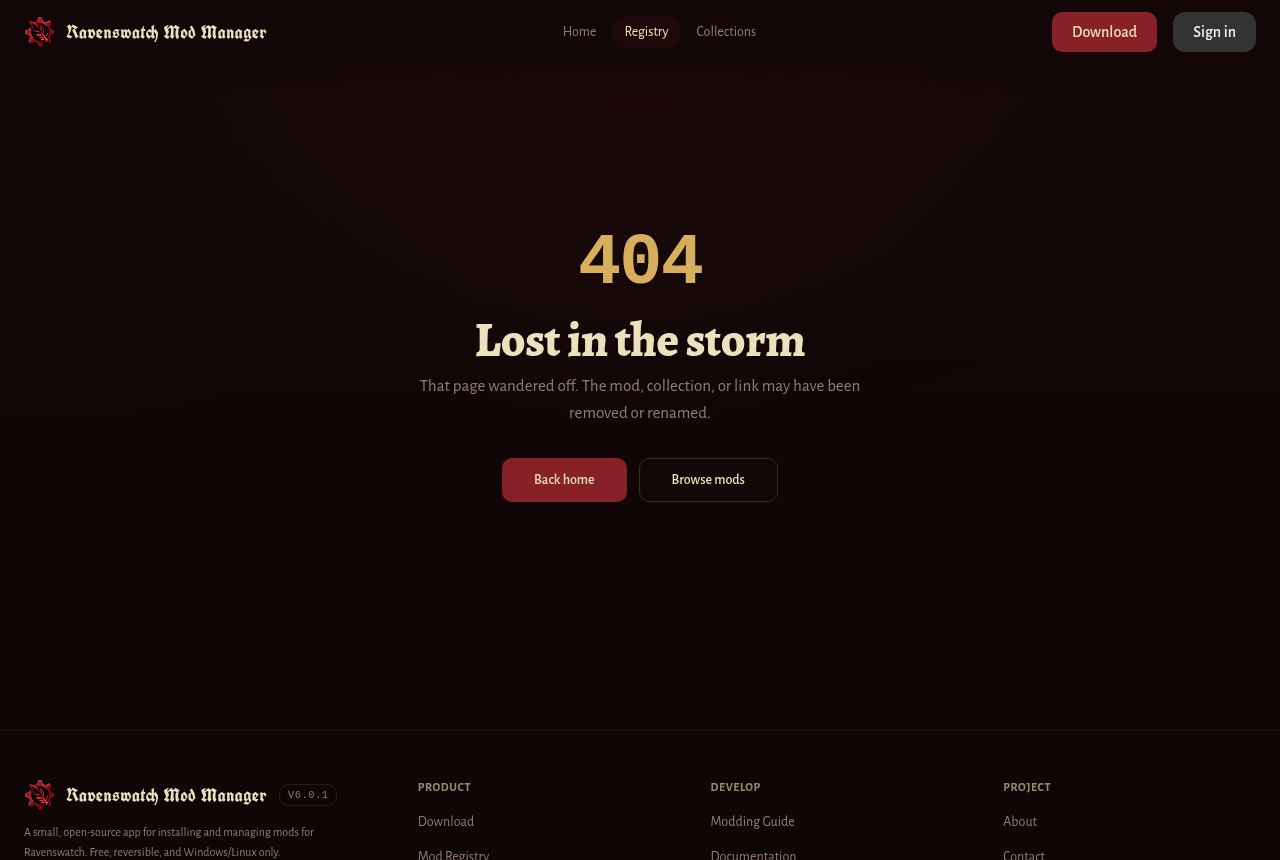 Ravenswatch Mod Manager
Home
Registry
Collections
Download
Sign in
404
Lost in the storm
That page wandered off. The mod, collection, or link may have been
removed or renamed.
Back home
Browse mods
Ravenswatch Mod Manager
V6.0.1
A small, open-source app for installing and managing mods for
Ravenswatch. Free, reversible, and Windows/Linux only.
PRODUCT
Download
Mod Registry
DEVELOP
Modding Guide
Documentation
PROJECT
About
Contact